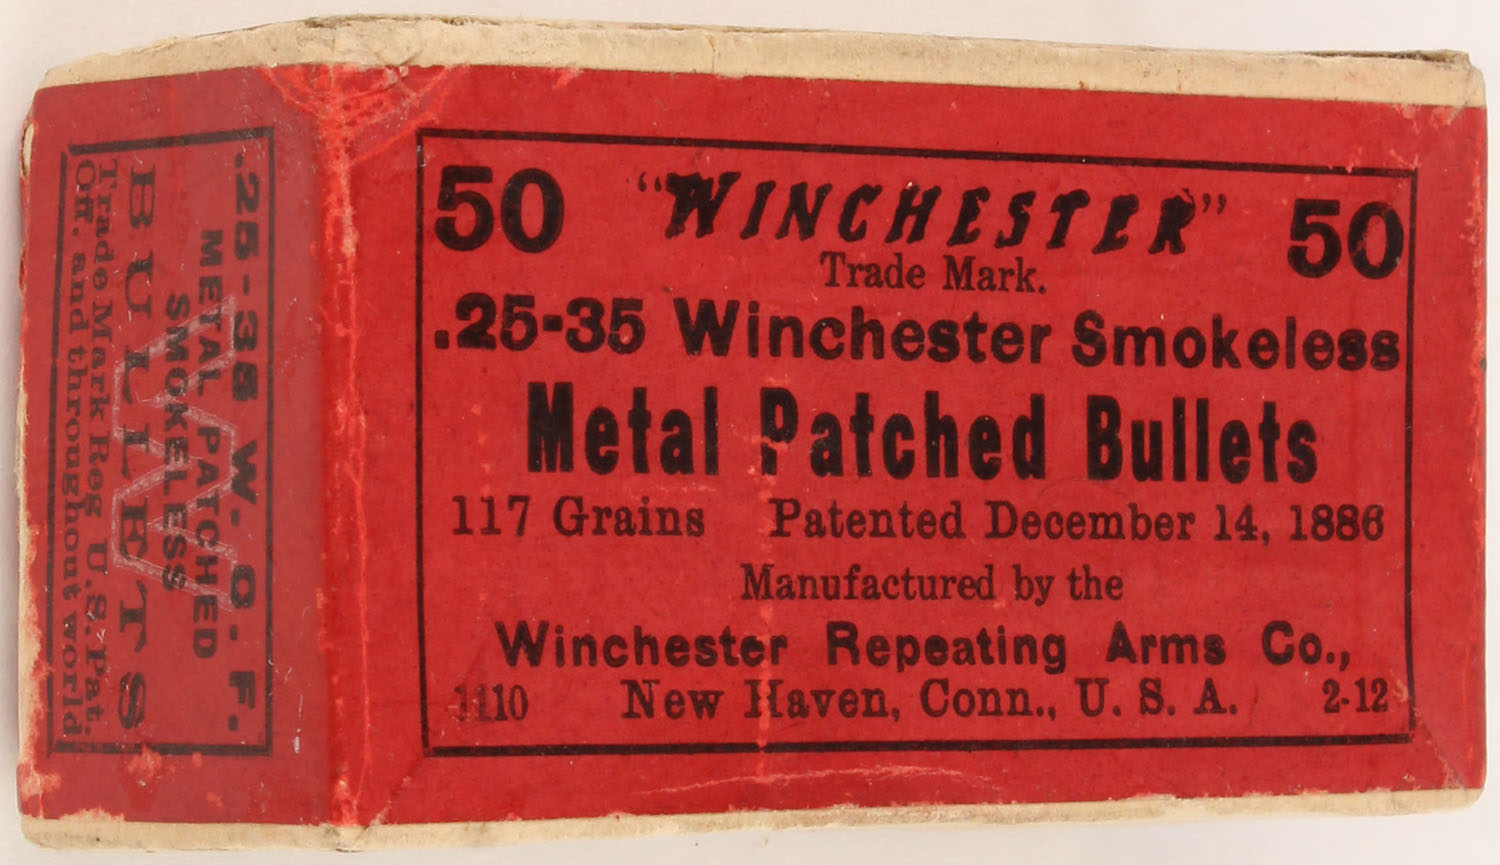 50 "WINCHESTER" 50
Trade Mark.
.25-35 Winchester Smokeless
Metal Patched Bullets
117 Grains Patented December 14, 1886
Manufactured by the
Winchester Repeating Arms Co.,
1110 New Haven, Conn., U. S. A. 2-12
.25-35 W. C. F.
METAL PATCHED
SMOKELESS
BULLETS
Trade Mark Reg. U.S. Pat.
Off. and throughout world
W